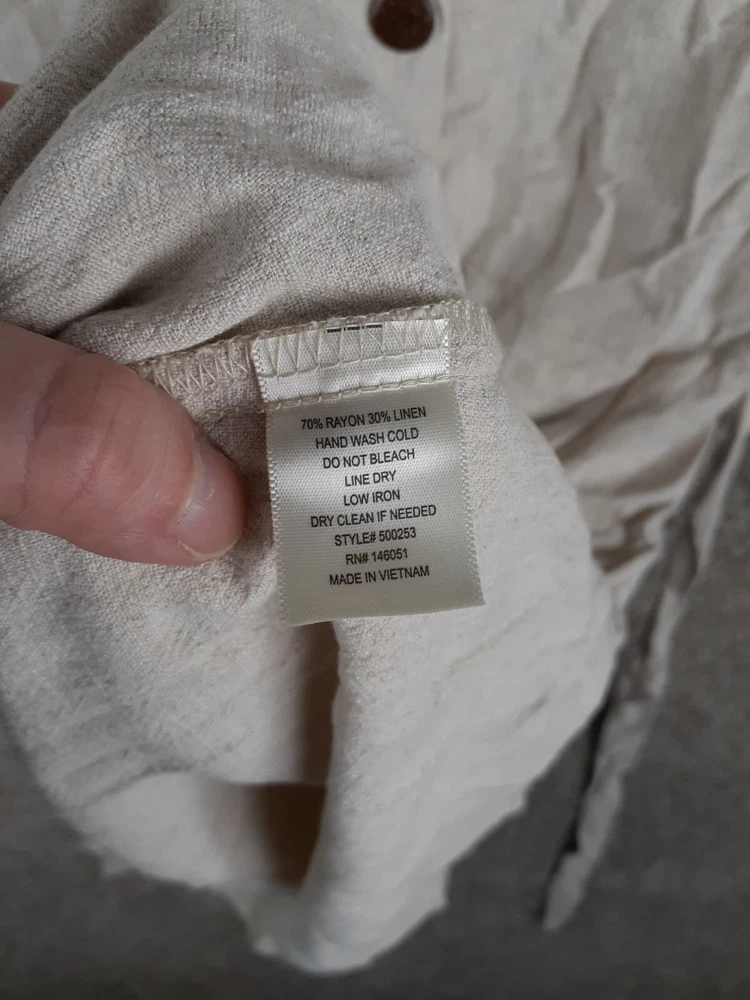 70% RAYON 30% LINEN
HAND WASH COLD
DO NOT BLEACH
LINE DRY
LOW IRON
DRY CLEAN IF NEEDED
STYLE# 500253
RN# 146051
MADE IN VIETNAM